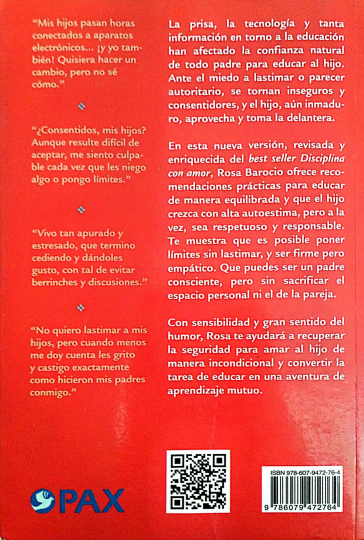 "Mis hijos pasan horas
conectados a aparatos
electrónicos... ¡y yo tam-
bién! Quisiera hacer un
cambio, pero no sé
cómo."
"¿Consentidos, mis hijos?
Aunque resulte difícil de
aceptar, me siento culpa-
ble cada vez que les niego
algo o pongo límites."
"Vivo tan apurado y
estresado, que termino
cediendo y dándoles
gusto, con tal de evitar
berrinches y discusiones."
"No quiero lastimar a mis
hijos, pero cuando menos
me doy cuenta les grito
y castigo exactamente
como hicieron mis padres
conmigo."
La prisa, la tecnología y tanta
información en torno a la educación
han afectado la confianza natural
de todo padre para educar al hijo.
Ante el miedo a lastimar o parecer
autoritario, se tornan inseguros y
consentidores, y el hijo, aún inmadu-
ro, aprovecha y toma la delantera.
En esta nueva versión, revisada y
enriquecida del best seller Disciplina
con amor, Rosa Barocio ofrece reco-
mendaciones prácticas para educar
de manera equilibrada y que el hijo
crezca con alta autoestima, pero a la
vez, sea respetuoso y responsable.
Te muestra que es posible poner
límites sin lastimar, y ser firme pero
empático. Que puedes ser un padre
consciente, pero sin sacrificar el
espacio personal ni el de la pareja.
Con sensibilidad y gran sentido del
humor, Rosa te ayudará a recuperar
la seguridad para amar al hijo de
manera incondicional y convertir la
tarea de educar en una aventura de
aprendizaje mutuo.
PAX
ISBN 978-607-9472-76-4
9 786079 472764